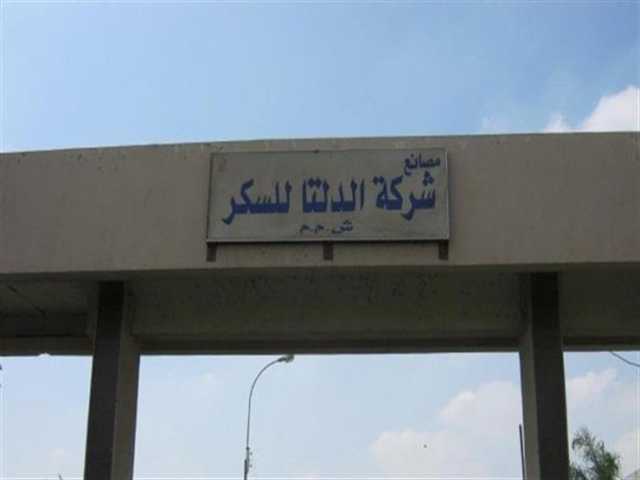 مصانع
شركة الدلتا للسكر
ش.م.م